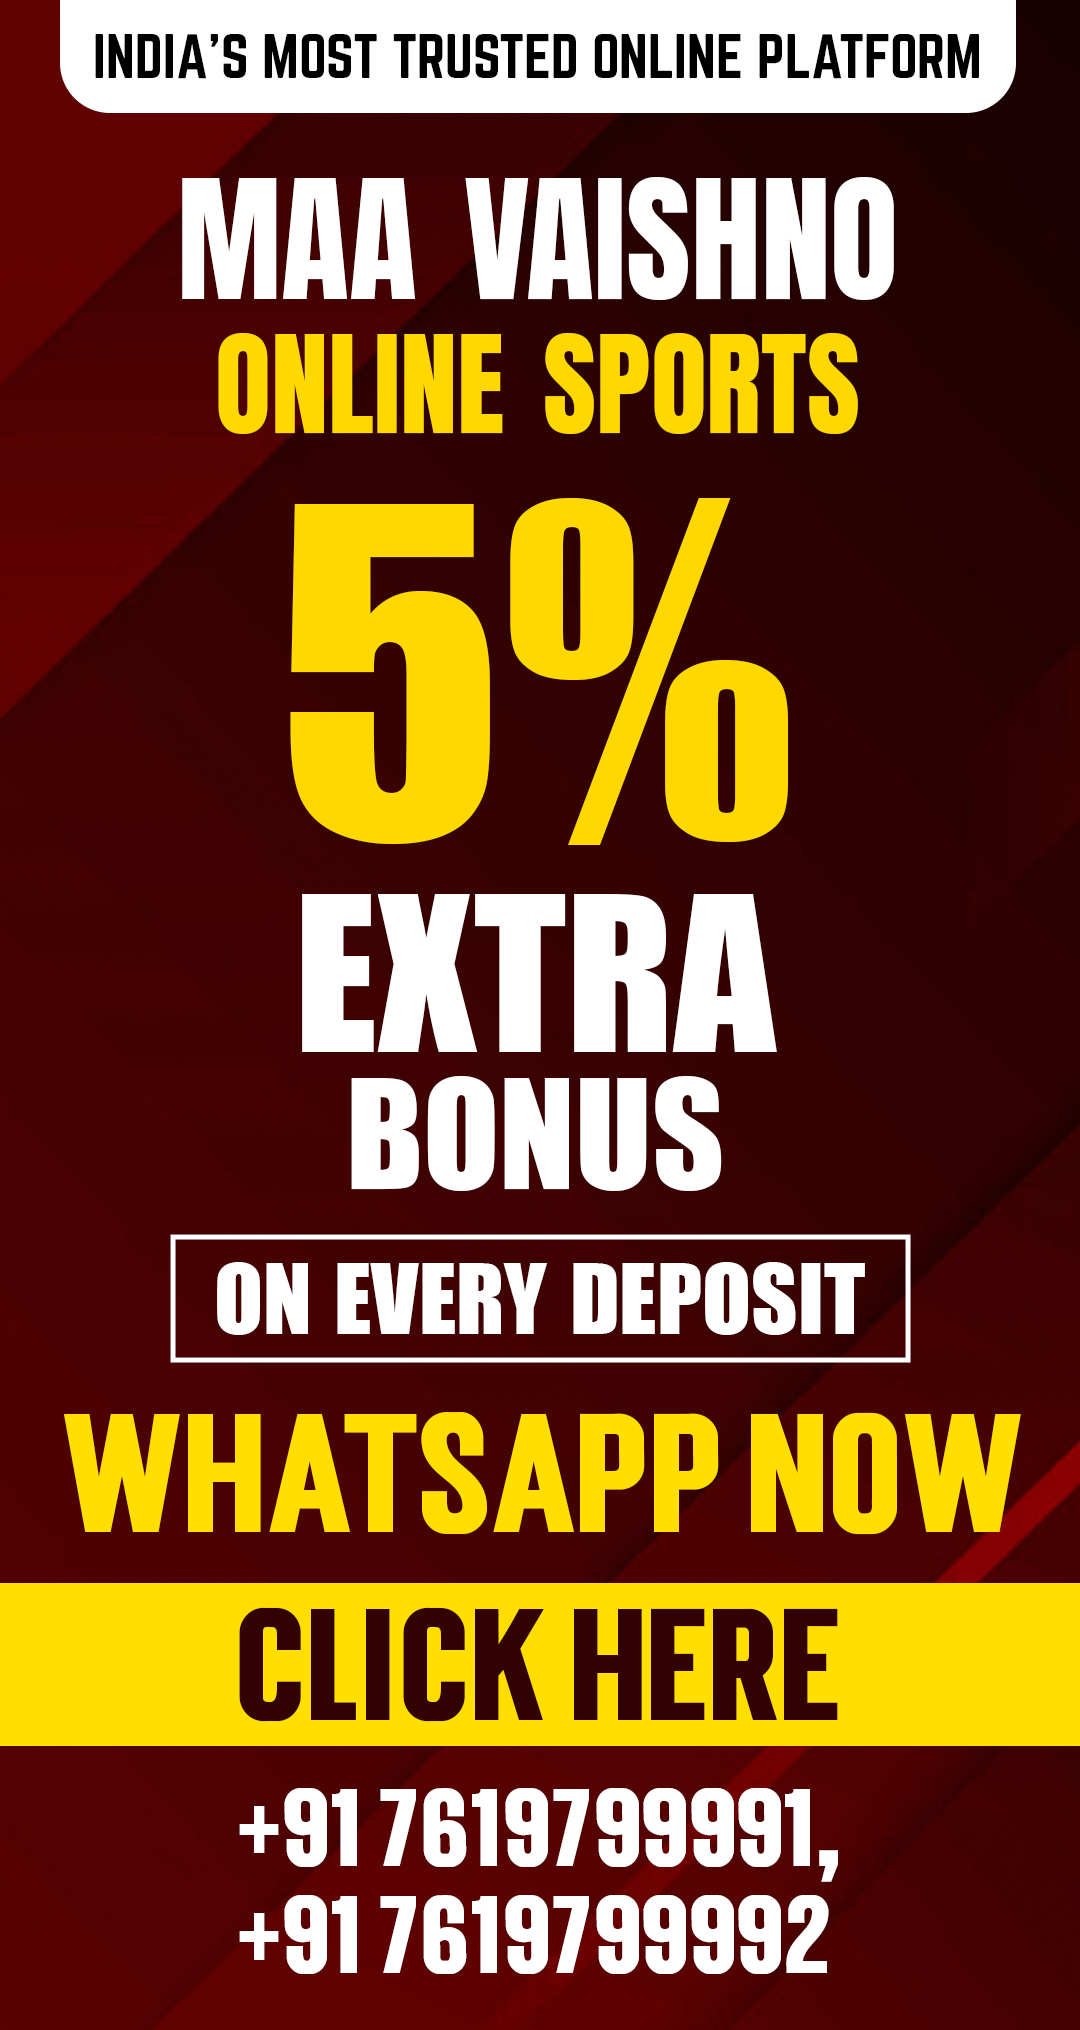 INDIA'S MOST TRUSTED ONLINE PLATFORM
MAA VAISHNO
ONLINE SPORTS
5%
EXTRA
BONUS
ON EVERY DEPOSIT
WHATSAPP NOW
CLICK HERE
+91 7619799991,
+91 7619799992